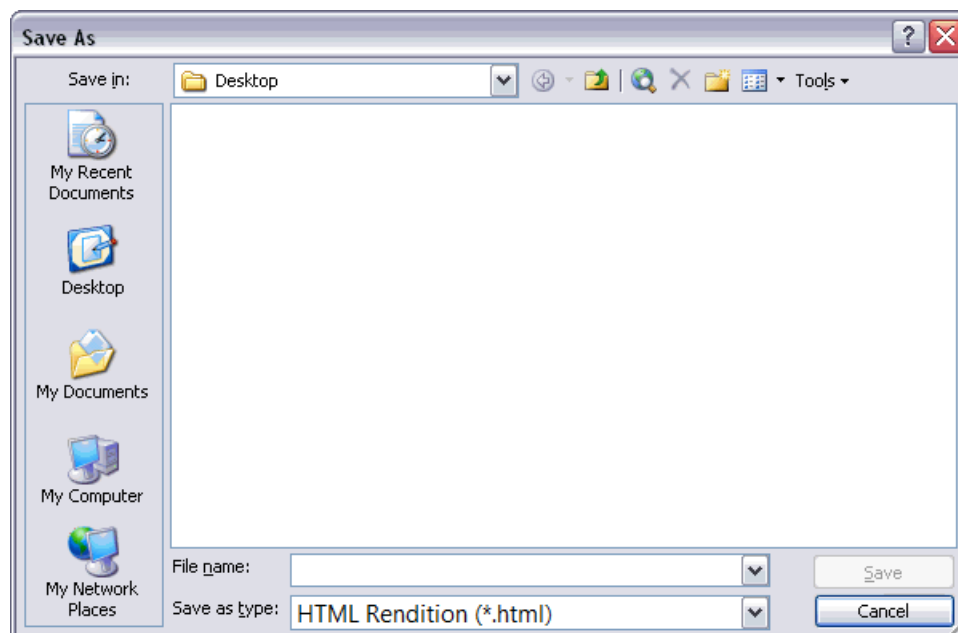 Save As
?
Save in:
Desktop
Tools
My Recent
Documents
Desktop
My Documents
My Computer
My Network
Places
File name:
Save
Save as type:
HTML Rendition (*.html)
Cancel